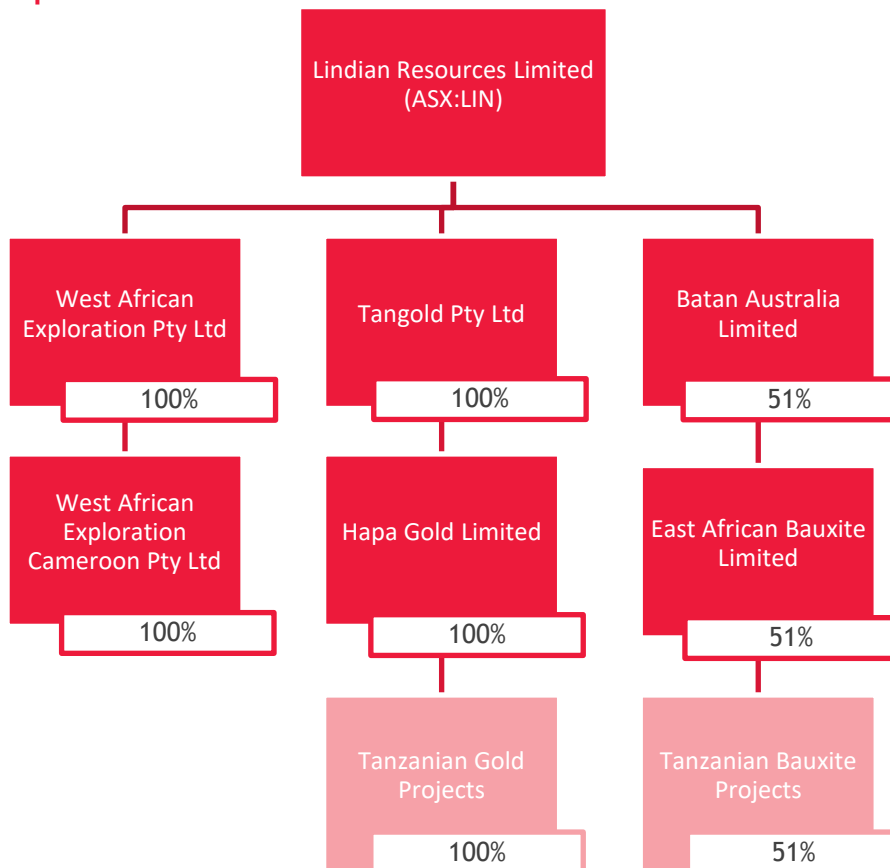 Lindian Resources Limited
(ASX:LIN)
West African
Exploration Pty Ltd
100%
Tangold Pty Ltd
100%
Batan Australia
Limited
51%
West African
Exploration
Cameroon Pty Ltd
100%
Hapa Gold Limited
100%
East African Bauxite
Limited
51%
Tanzanian Gold
Projects
100%
Tanzanian Bauxite
Projects
51%